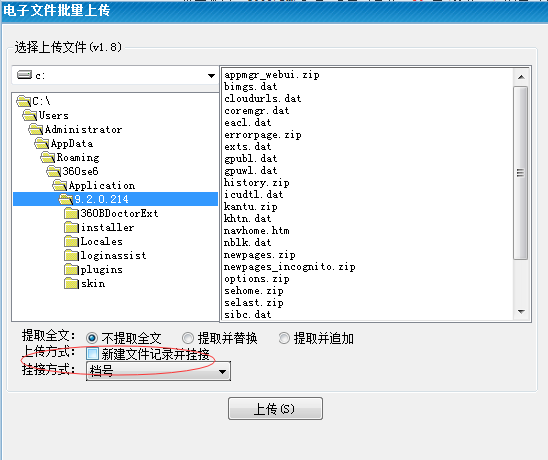 电子文件批量上传
选择上传文件(v1.8)
c:
C:\
Users
Administrator
AppData
Roaming
360se6
Application
9.2.0.214
360BDoctorExt
installer
Locales
loginassist
plugins
skin
appmgr_webui.zip
bimgs.dat
cloudurls.dat
coremgr.dat
eacl.dat
errorpage.zip
exts.dat
gpubl.dat
gpuwl.dat
history.zip
icudtl.dat
kantu.zip
khtn.dat
navhome.htm
nblk.dat
newpages.zip
newpages_incognito.zip
options.zip
sehome.zip
selast.zip
sibc.dat
提取全文: 不提取全文 提取并替换 提取并追加
上传方式: 新建文件记录并挂接
挂接方式: 档号
上传(S)